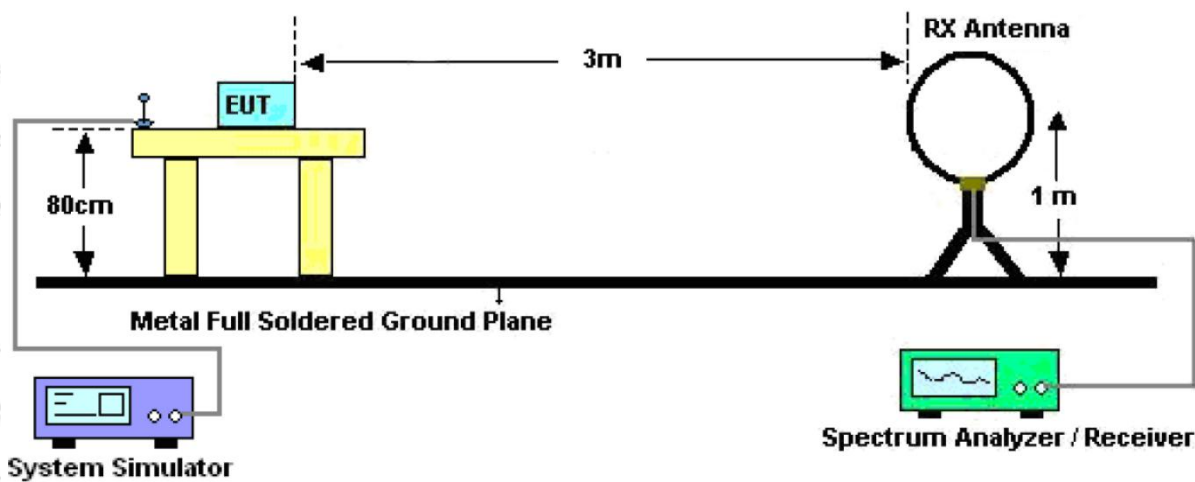 RX Antenna
3m
EUT
80cm
1 m
Metal Full Soldered Ground Plane
Spectrum Analyzer / Receiver
System Simulator